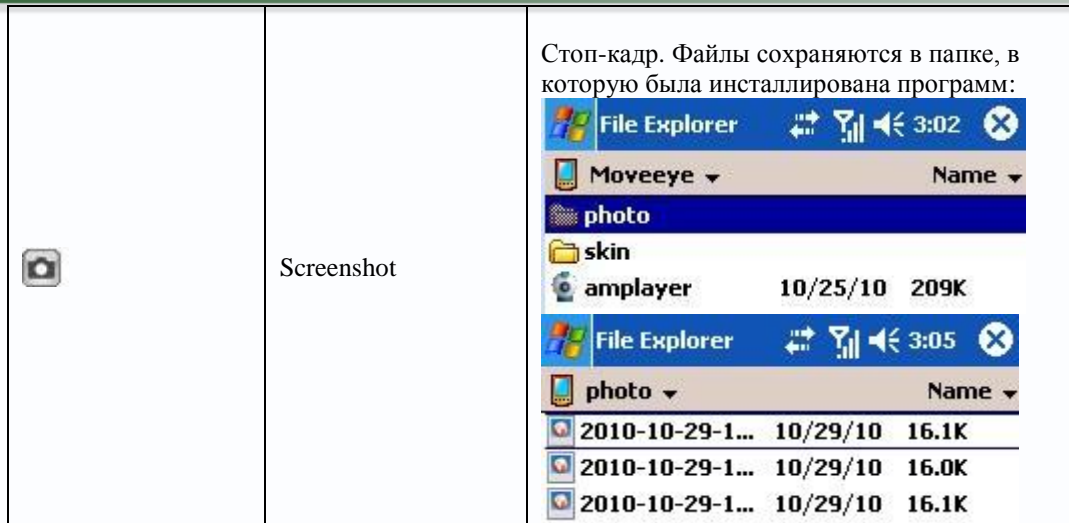 Screenshot
Стоп-кадр. Файлы сохраняются в папке, в
которую была инсталлирована программ:
File Explorer 3:02
Moveeye Name
photo
skin
amplayer 10/25/10 209K
File Explorer 3:05
photo Name
2010-10-29-1... 10/29/10 16.1K
2010-10-29-1... 10/29/10 16.0K
2010-10-29-1... 10/29/10 16.1K